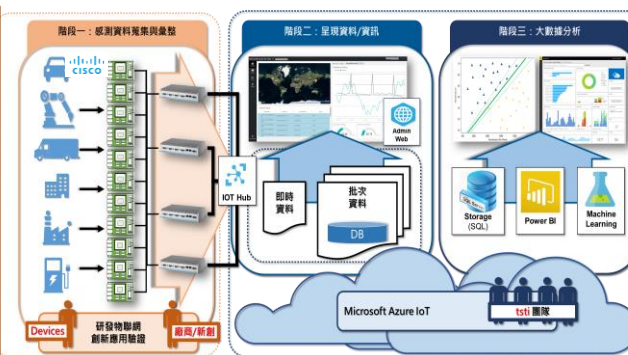 階段一：感測資料蒐集與彙整
CISCO
Devices
研發物聯網
創新應用驗證
廠商/新創
IOT Hub
階段二：呈現資料/資訊
Admin
Web
即時
資料
批次
資料
DB
階段三：大數據分析
Storage
(SQL)
Power BI
Machine
Learning
Microsoft Azure IoT
tsti 團隊